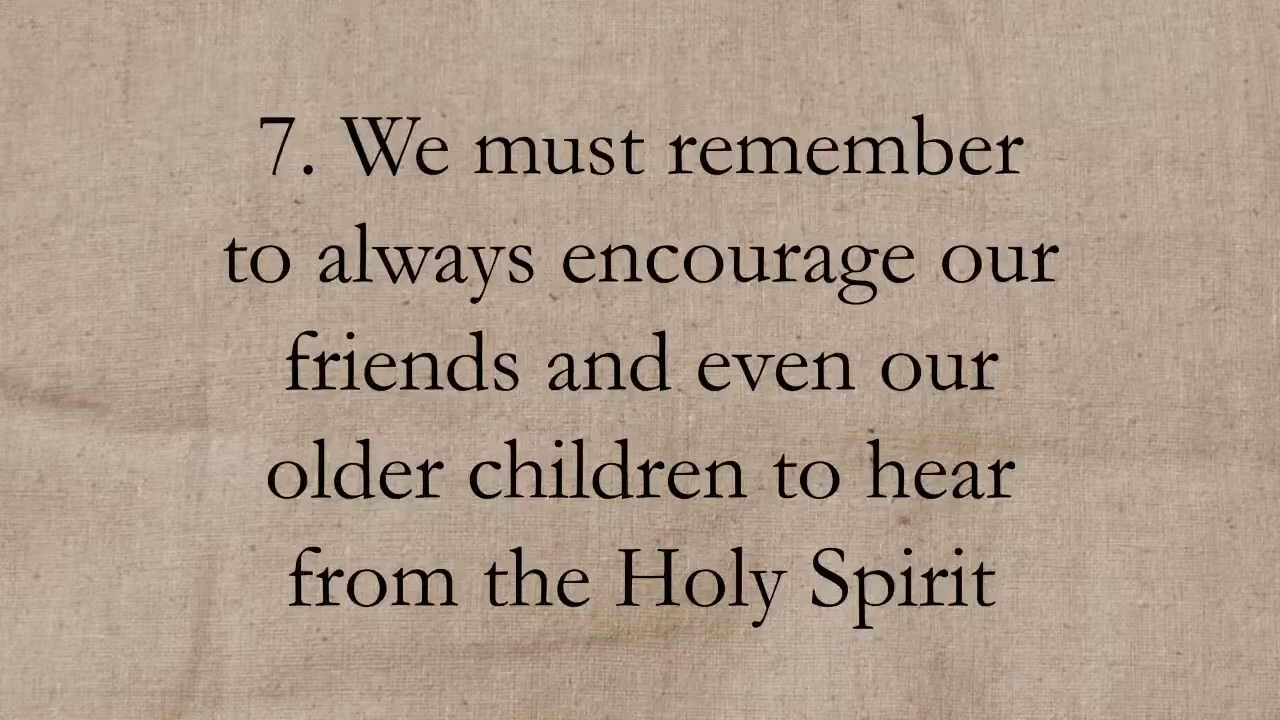 7. We must remember
to always encourage our
friends and even our
older children to hear
from the Holy Spirit